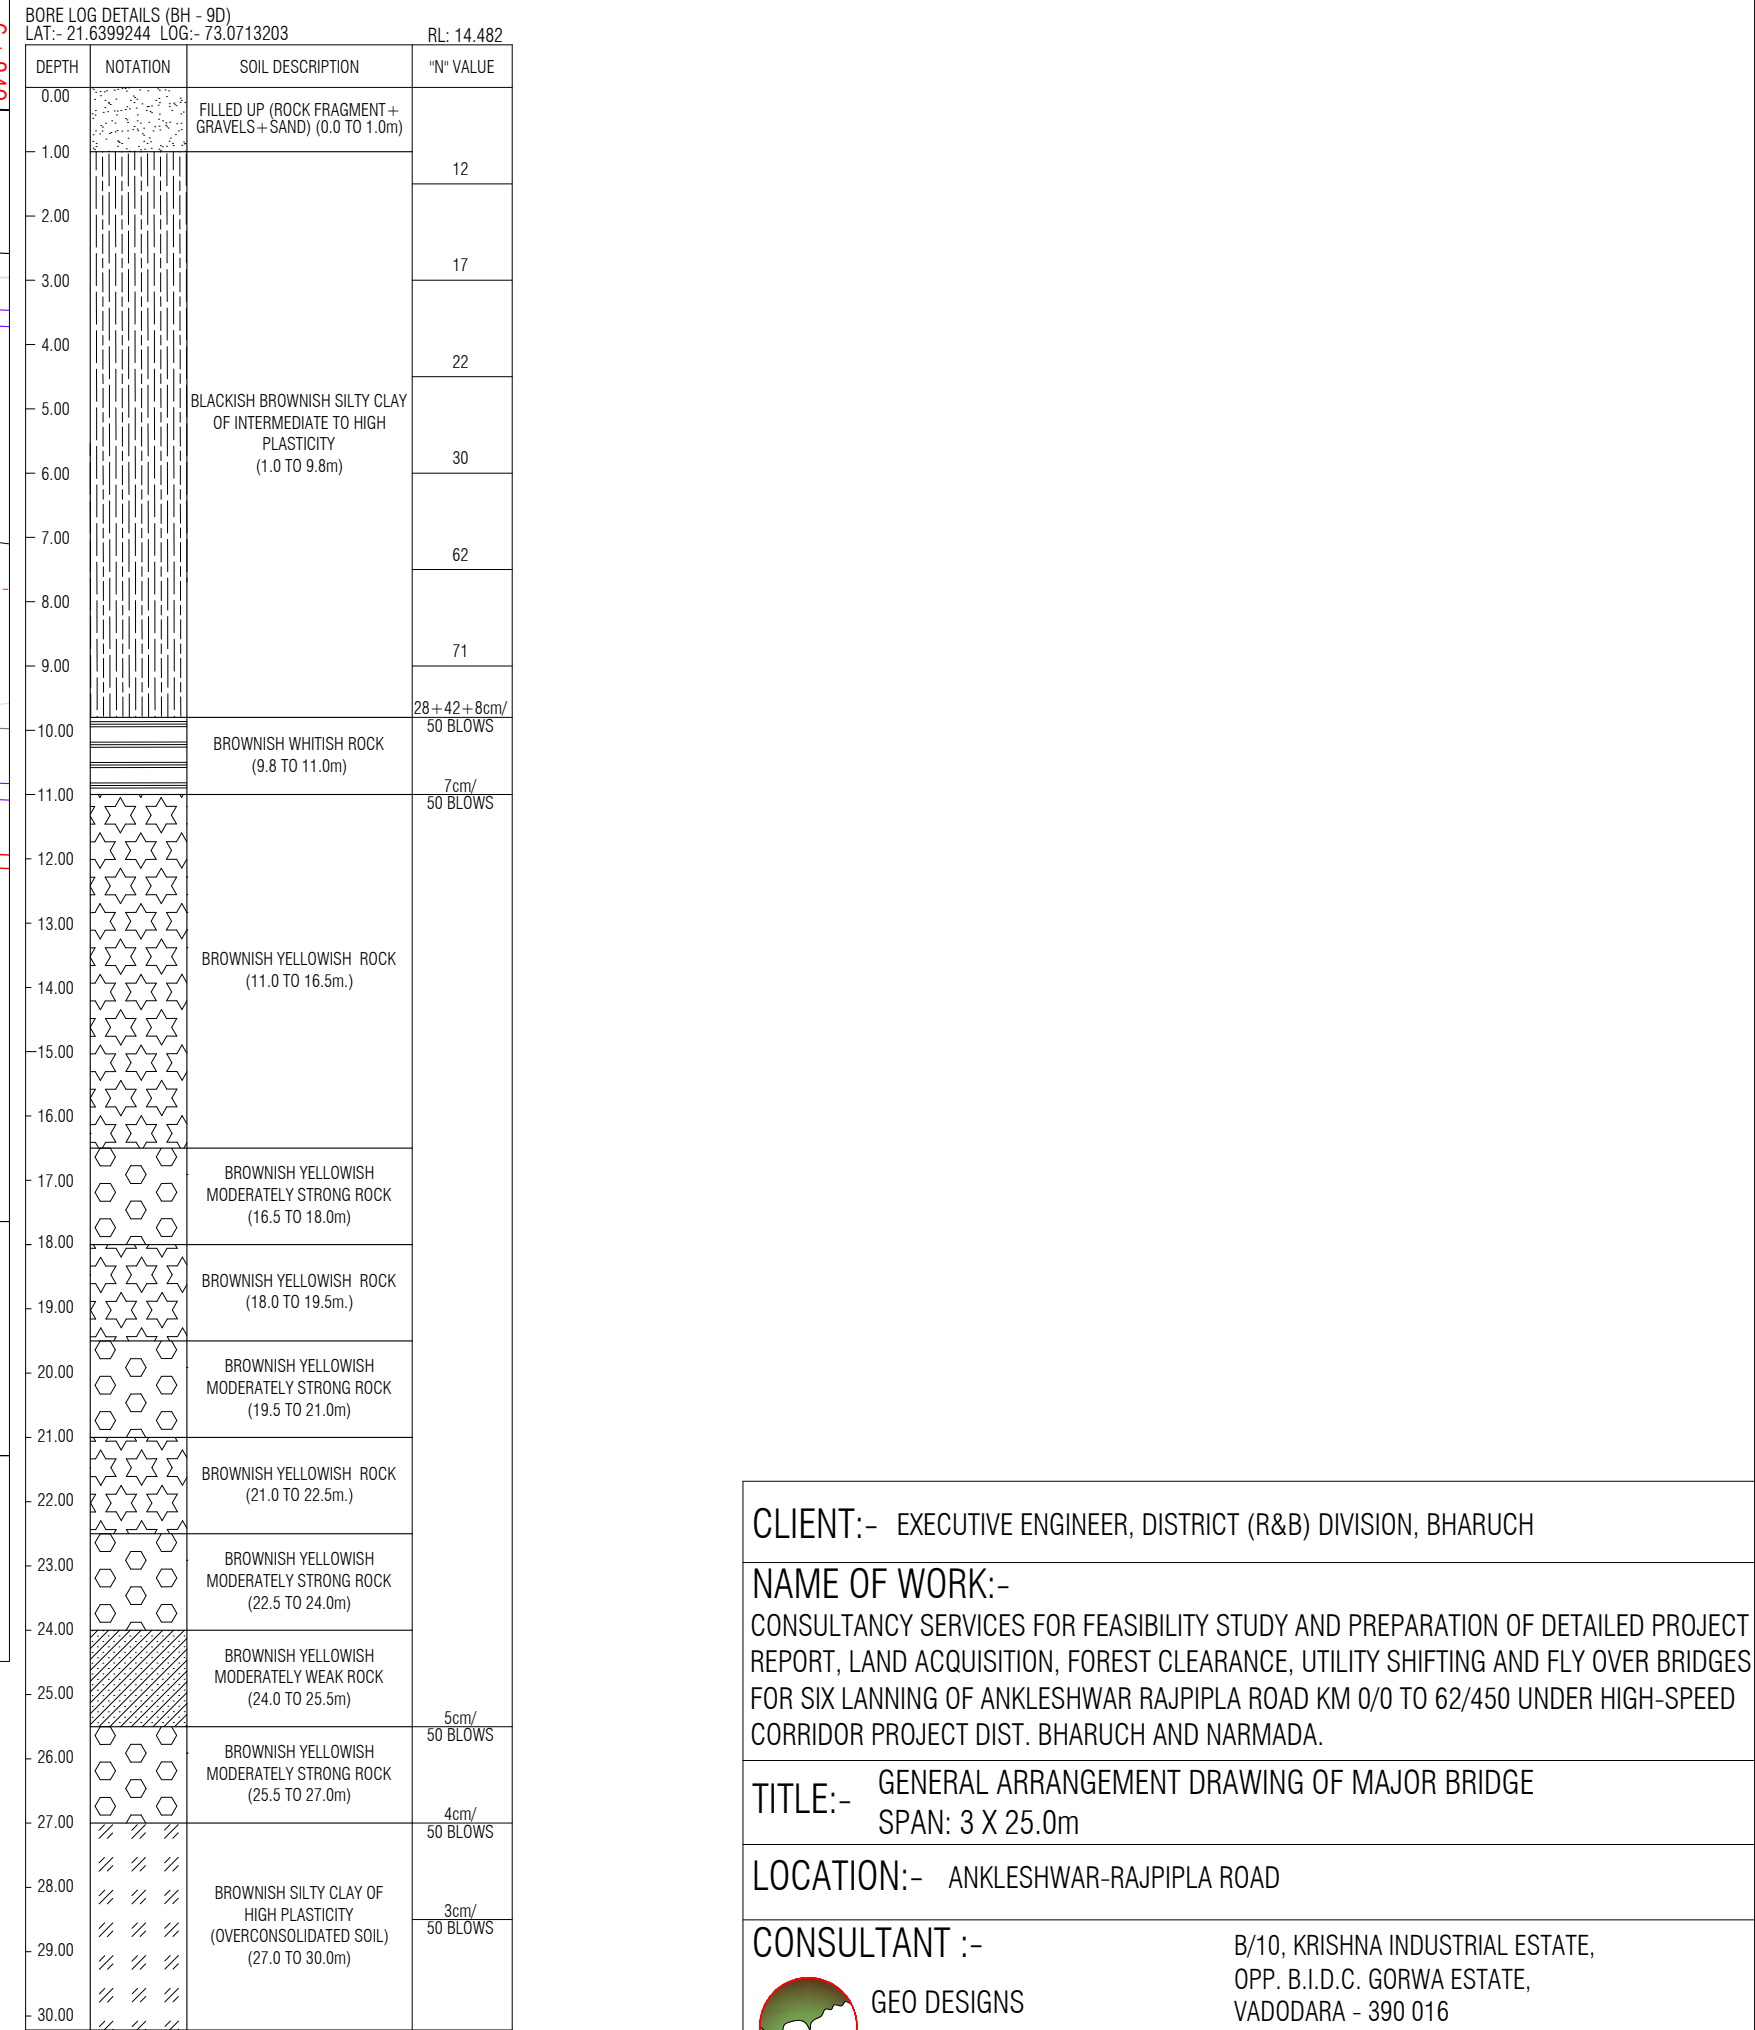 BORE LOG DETAILS (BH - 9D)
LAT:- 21.6399244 LOG:- 73.0713203
RL: 14.482
DEPTH NOTATION SOIL DESCRIPTION "N" VALUE
0.00
FILLED UP (ROCK FRAGMENT+
GRAVELS+SAND) (0.0 TO 1.0m)
1.00
12
2.00
17
3.00
4.00
22
BLACKISH BROWNISH SILTY CLAY
5.00
OF INTERMEDIATE TO HIGH
PLASTICITY
30
(1.0 TO 9.8m)
6.00
7.00
62
8.00
71
9.00
28+42+8cm/
50 BLOWS
10.00
BROWNISH WHITISH ROCK
(9.8 TO 11.0m)
7cm/
50 BLOWS
11.00
12.00
13.00
BROWNISH YELLOWISH ROCK
(11.0 TO 16.5m.)
14.00
15.00
16.00
BROWNISH YELLOWISH
17.00
MODERATELY STRONG ROCK
(16.5 TO 18.0m)
18.00
BROWNISH YELLOWISH ROCK
(18.0 TO 19.5m.)
19.00
BROWNISH YELLOWISH
20.00
MODERATELY STRONG ROCK
(19.5 TO 21.0m)
21.00
BROWNISH YELLOWISH ROCK
(21.0 TO 22.5m.)
22.00
BROWNISH YELLOWISH
23.00
MODERATELY STRONG ROCK
(22.5 TO 24.0m)
24.00
BROWNISH YELLOWISH
MODERATELY WEAK ROCK
25.00
(24.0 TO 25.5m)
5cm/
50 BLOWS
BROWNISH YELLOWISH
26.00
MODERATELY STRONG ROCK
(25.5 TO 27.0m)
4cm/
50 BLOWS
27.00
28.00
BROWNISH SILTY CLAY OF
HIGH PLASTICITY
3cm/
50 BLOWS
(OVERCONSOLIDATED SOIL)
29.00
(27.0 TO 30.0m)
30.00
CLIENT:- EXECUTIVE ENGINEER, DISTRICT (R&B) DIVISION, BHARUCH
NAME OF WORK:-
CONSULTANCY SERVICES FOR FEASIBILITY STUDY AND PREPARATION OF DETAILED PROJECT
REPORT, LAND ACQUISITION, FOREST CLEARANCE, UTILITY SHIFTING AND FLY OVER BRIDGES
FOR SIX LANNING OF ANKLESHWAR RAJPIPLA ROAD KM 0/0 TO 62/450 UNDER HIGH-SPEED
CORRIDOR PROJECT DIST. BHARUCH AND NARMADA.
TITLE:- GENERAL ARRANGEMENT DRAWING OF MAJOR BRIDGE
SPAN: 3 X 25.0m
LOCATION:- ANKLESHWAR-RAJPIPLA ROAD
CONSULTANT :-
GEO DESIGNS
B/10, KRISHNA INDUSTRIAL ESTATE,
OPP. B.I.D.C. GORWA ESTATE,
VADODARA - 390 016